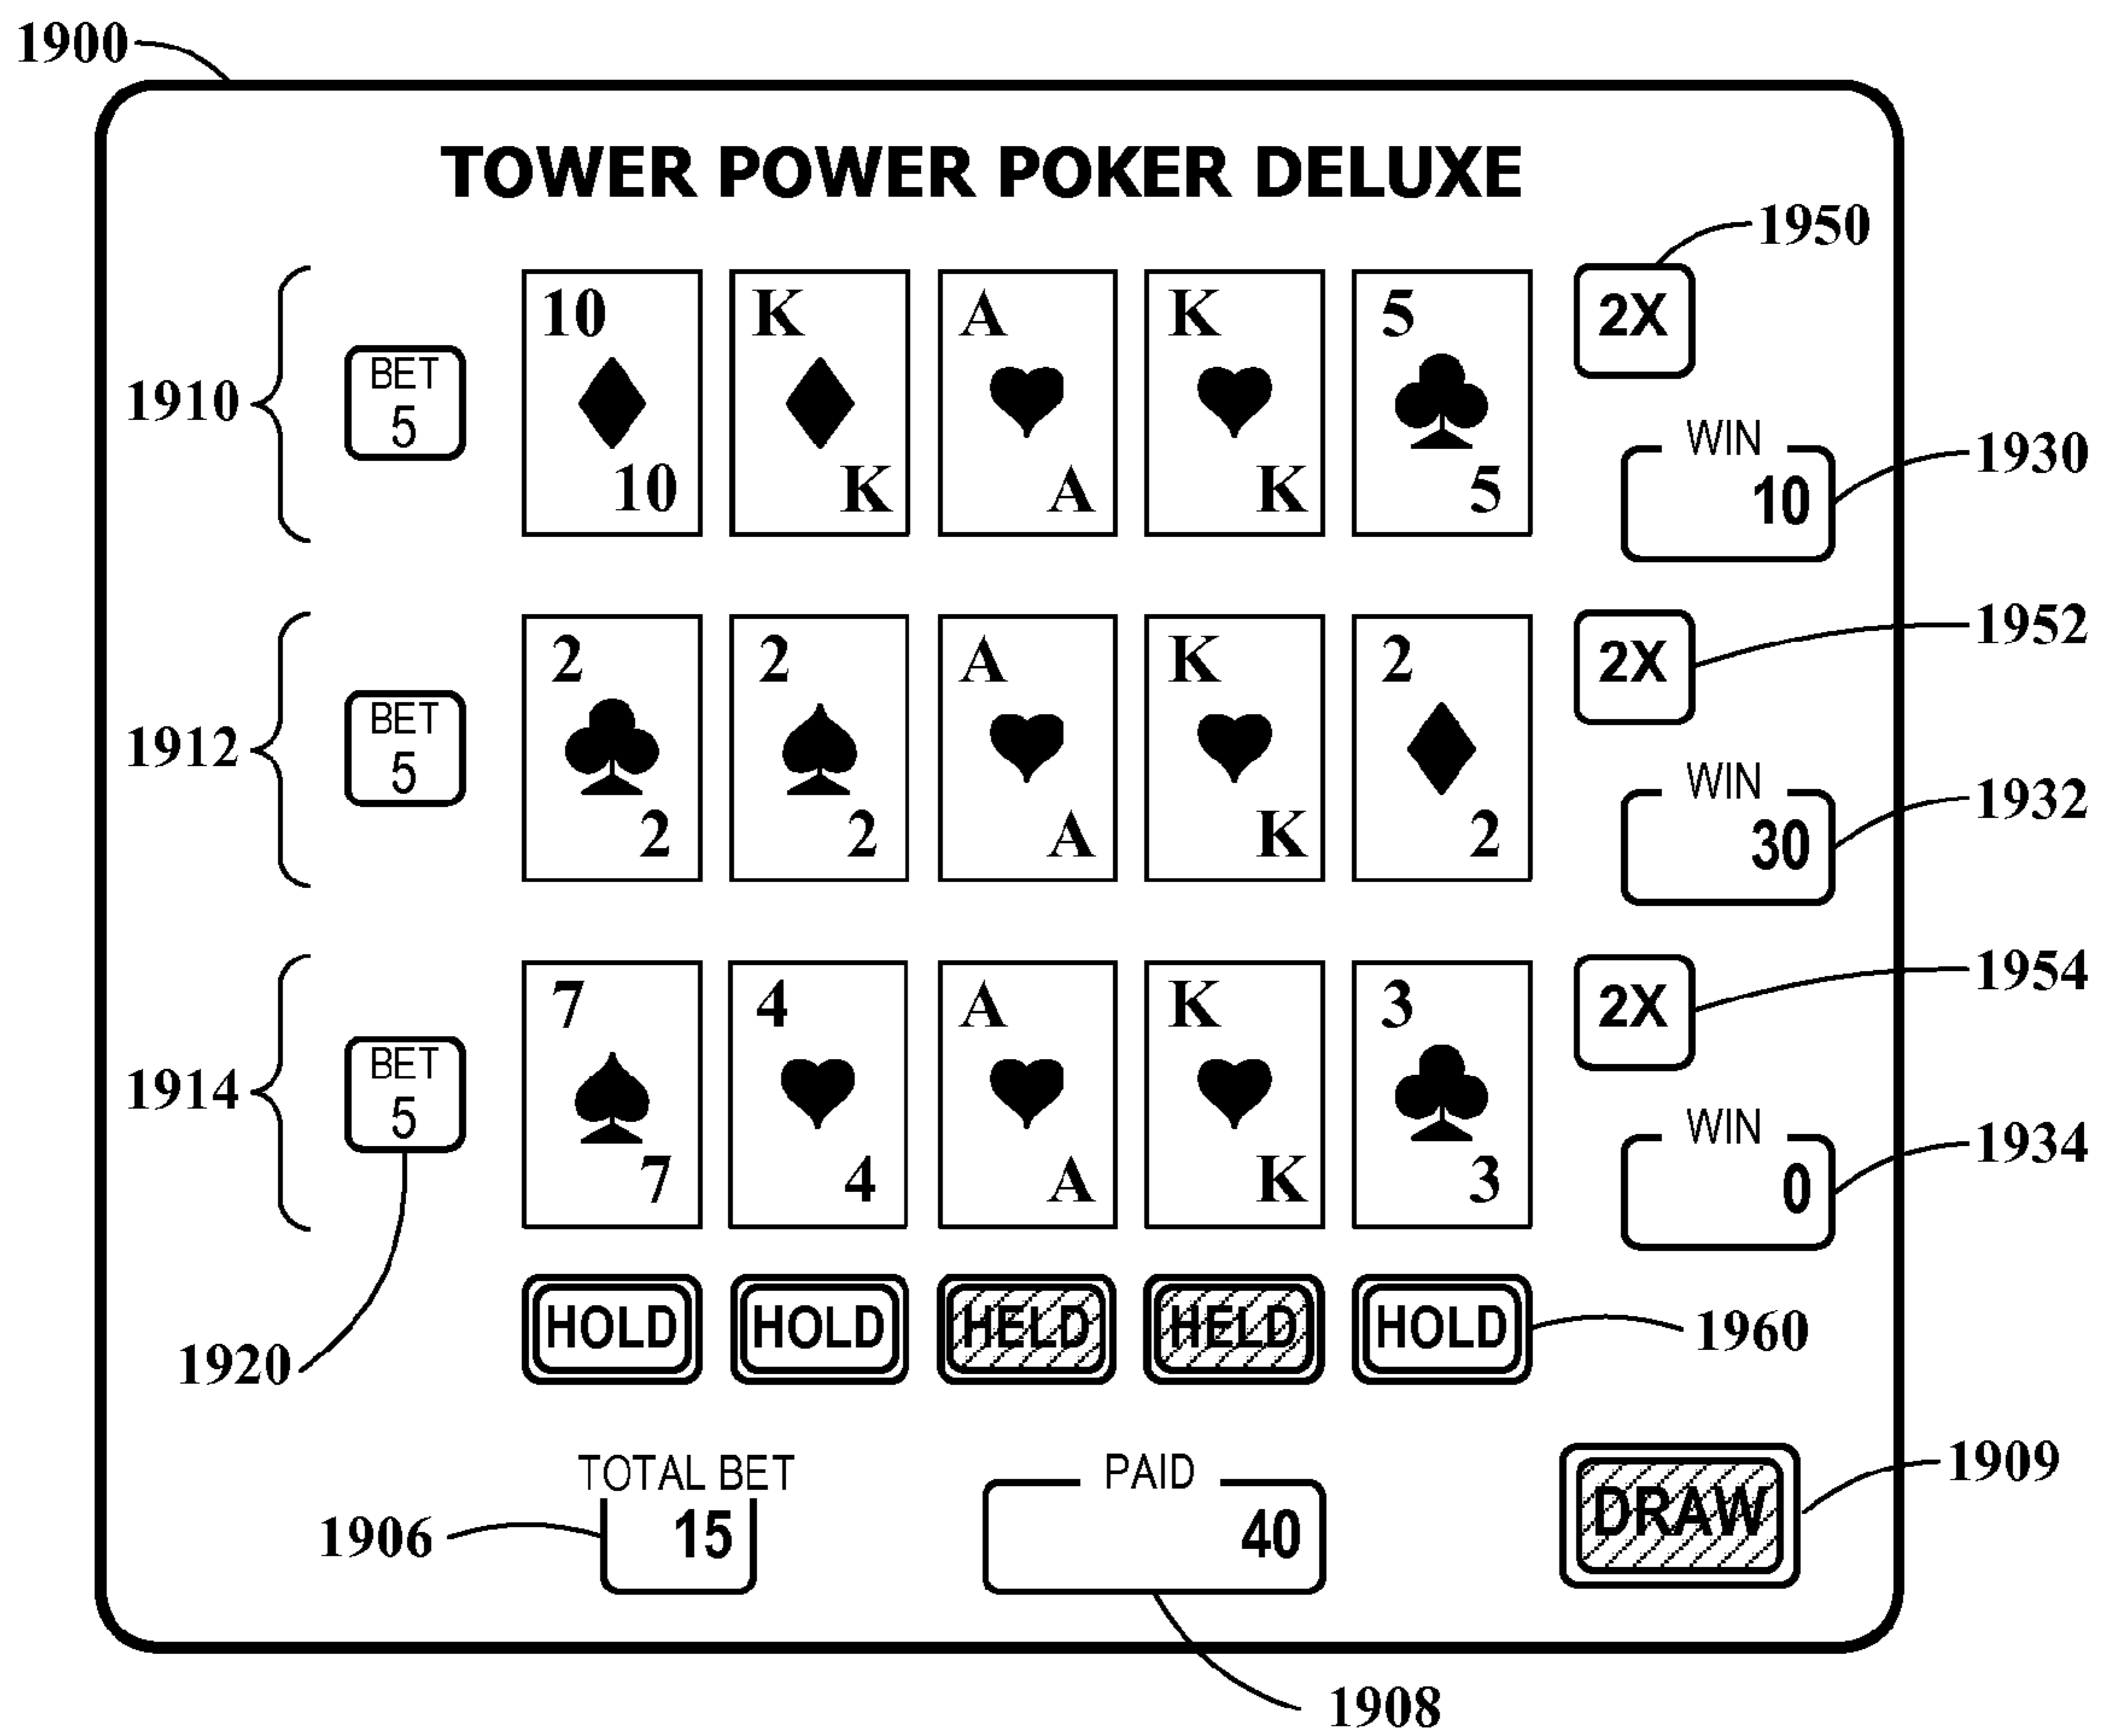 1900
TOWER POWER POKER DELUXE
1950
10 K A K 5 2X
BET
5
1910
WIN
10
1930
10 K A K 5
1952
2 2 A K 2 2X
BET
5
1912
WIN
30
1932
2 2 A K 2
1954
7 4 A K 3 2X
BET
5
1914
WIN
0
1934
7 4 A K 3
HOLD HOLD HELD HELD HOLD
1960
1920
TOTAL BET
15
1906
PAID
40
DRAW
1909
1908